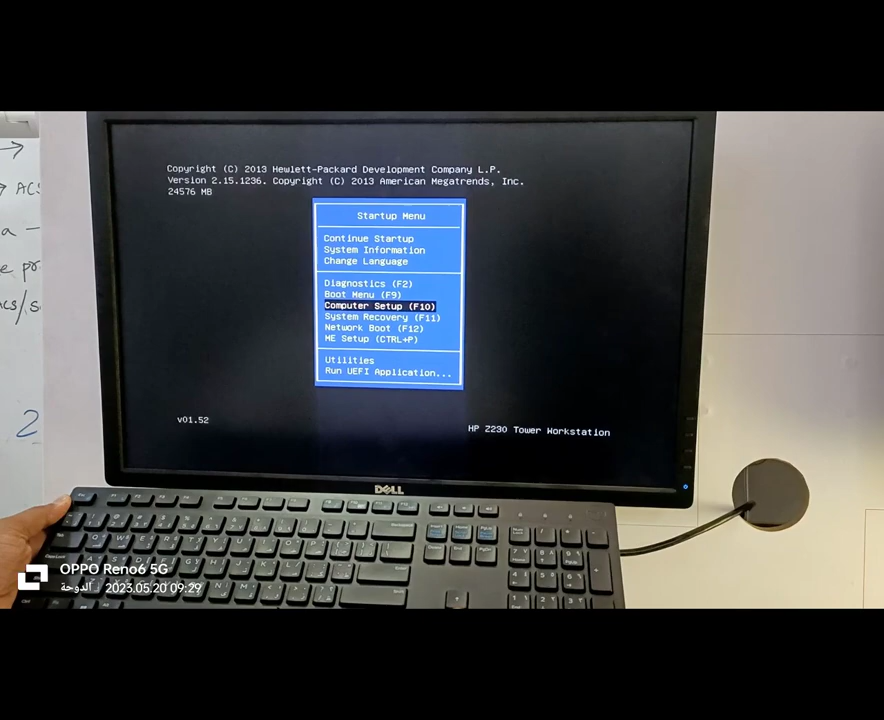 Copyright (C) 2013 Hewlett-Packard Development Company L.P.
Version 2.15.1236. Copyright (C) 2013 American Megatrends, Inc.
24576 MB
Startup Menu
Continue Startup
System Information
Change Language
Diagnostics (F2)
Boot Menu (F9)
Computer Setup (F10)
System Recovery (F11)
Network Boot (F12)
ME Setup (CTRL+P)
Utilities
Run UEFI Application...
v01.52
HP Z230 Tower Workstation
DELL
2
OPPO Reno6 5G
الدوحة 2023.05.20 09:29